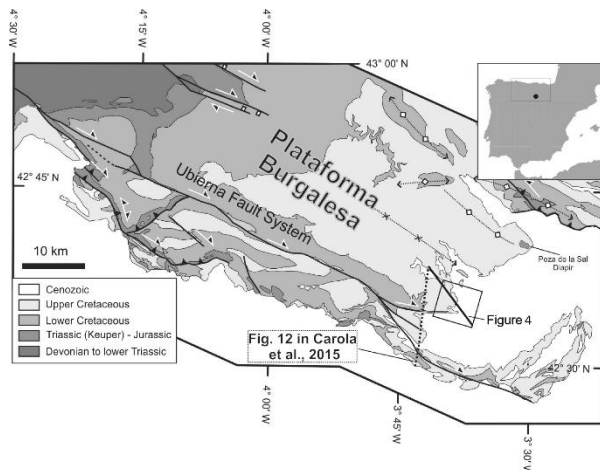 4° 30' W
4° 15' W
4° 00' W
43° 00' N
42° 45' N
Plataforma
Burgalesa
Ubierna Fault System
10 km
Poza de la Sal
Diapir
Cenozoic
Upper Cretaceous
Lower Cretaceous
Triassic (Keuper) - Jurassic
Devonian to lower Triassic
Figure 4
Fig. 12 in Carola
et al., 2015
42° 30' N
4° 00' W
3° 45' W
3° 30' W